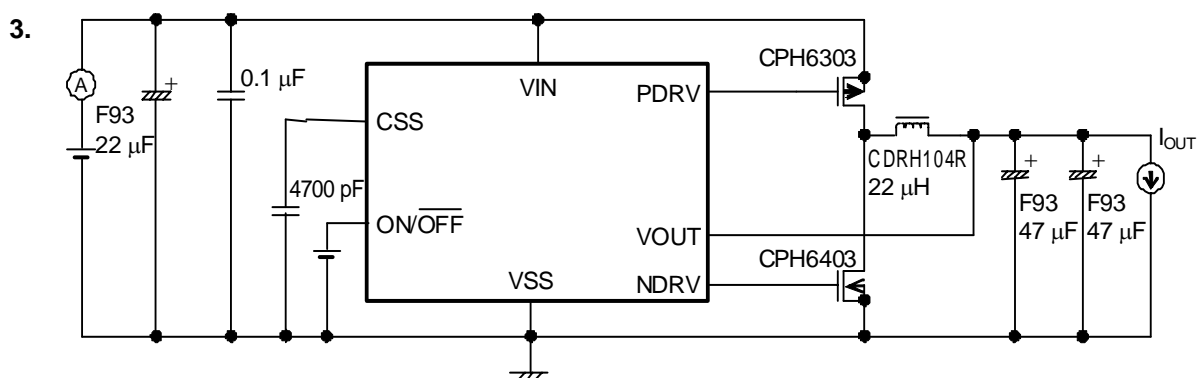 3.
A
F93
22 μF
+
0.1 μF
4700 pF
VIN
CSS
ON/OFF
VSS
PDRV
VOUT
NDRV
CPH6303
CPH6403
CDRH104R
22 μH
+
F93
47 μF
+
F93
47 μF
IOUT